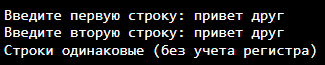 Введите первую строку: привет друг
Введите вторую строку: привет друг
Строки одинаковые (без учета регистра)